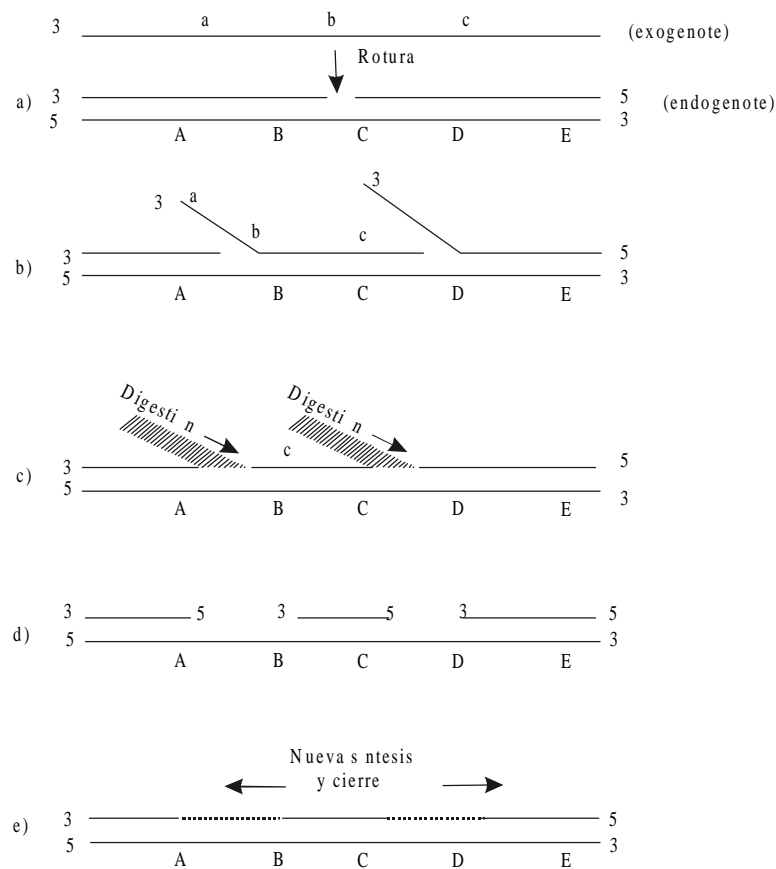 3 a b c (exogenote)
Rotura
a) 3 5 (endogenote)
5 3
A B C D E
3 a 3
b c
b) 3 5
5 3
A B C D E
Digesti n Digesti n
c
c) 3 5
5 3
A B C D E
d) 3 5 3 5 3 5
5 3
A B C D E
Nueva s ntesis
y cierre
e) 3 5
5 3
A B C D E